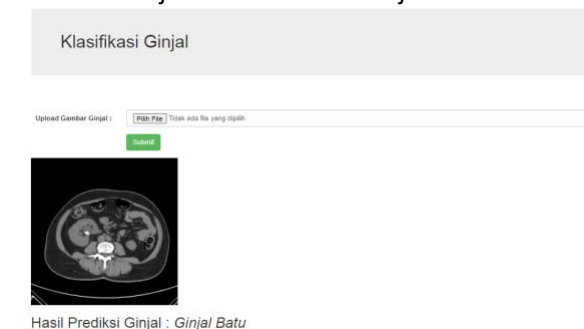 Klasifikasi Ginjal
Upload Gambar Ginjal :
Pilih File Tidak ada file yang dipilih
Submit
Hasil Prediksi Ginjal : Ginjal Batu